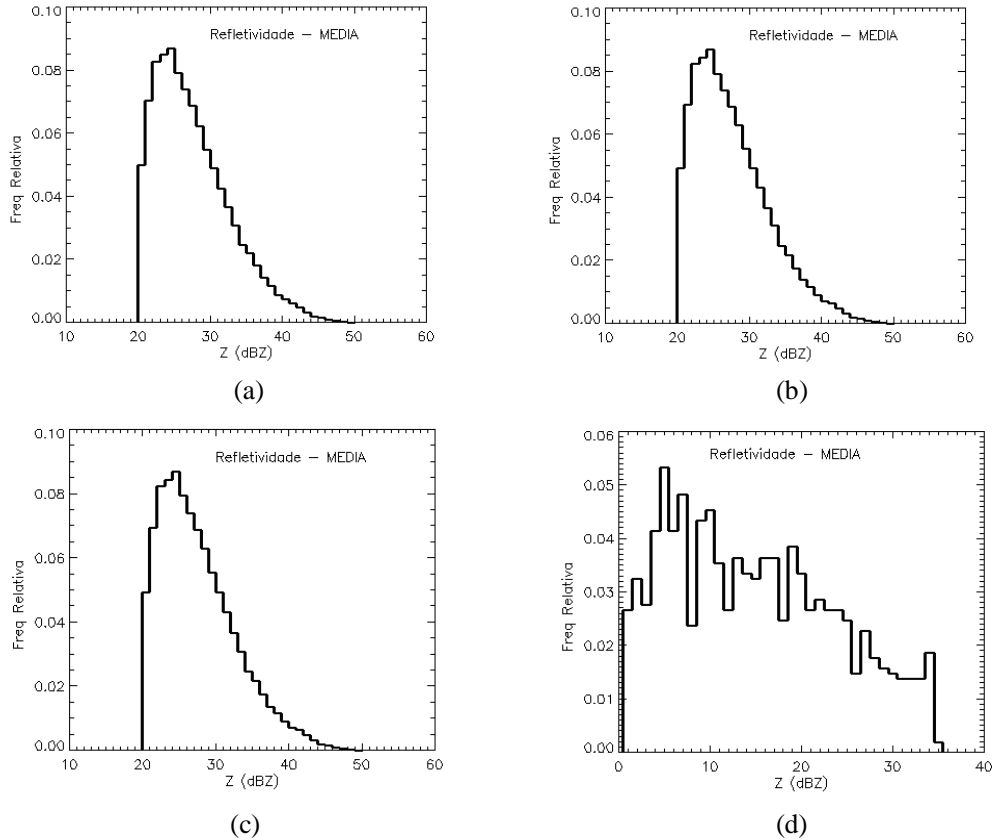 0.10
Refletividade – MEDIA
0.08
0.06
0.04
0.02
0.00
Freq Relativa
10 20 30 40 50 60
Z (dBZ)
(a)
0.10
Refletividade – MEDIA
0.08
0.06
0.04
0.02
0.00
Freq Relativa
10 20 30 40 50 60
Z (dBZ)
(b)
0.10
Refletividade – MEDIA
0.08
0.06
0.04
0.02
0.00
Freq Relativa
10 20 30 40 50 60
Z (dBZ)
(c)
0.06
Refletividade – MEDIA
0.05
0.04
0.03
0.02
0.01
0.00
Freq Relativa
0 10 20 30 40
Z (dBZ)
(d)